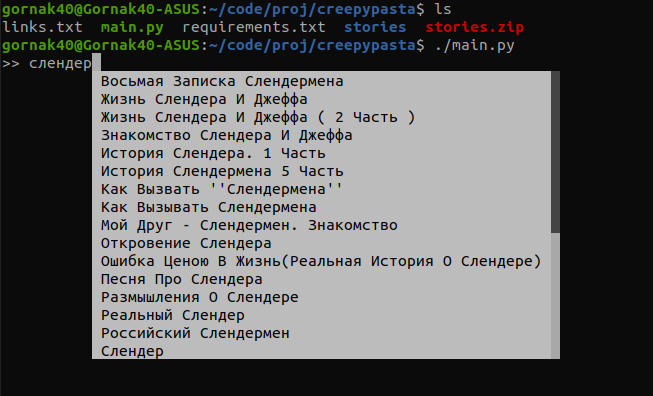 gornak40@Gornak40-ASUS:~/code/proj/creepypasta$ ls
links.txt main.py requirements.txt stories stories.zip
gornak40@Gornak40-ASUS:~/code/proj/creepypasta$ ./main.py
>> слендер
Восьмая Записка Слендермена
Жизнь Слендера И Джеффа
Жизнь Слендера И Джеффа ( 2 Часть )
Знакомство Слендера И Джеффа
История Слендера. 1 Часть
История Слендермена 5 Часть
Как Вызвать ''Слендермена''
Как Вызывать Слендермена
Мой Друг - Слендермен. Знакомство
Откровение Слендера
Ошибка Ценою В Жизнь(Реальная История О Слендере)
Песня Про Слендера
Размышления О Слендере
Реальный Слендер
Российский Слендермен
Слендер